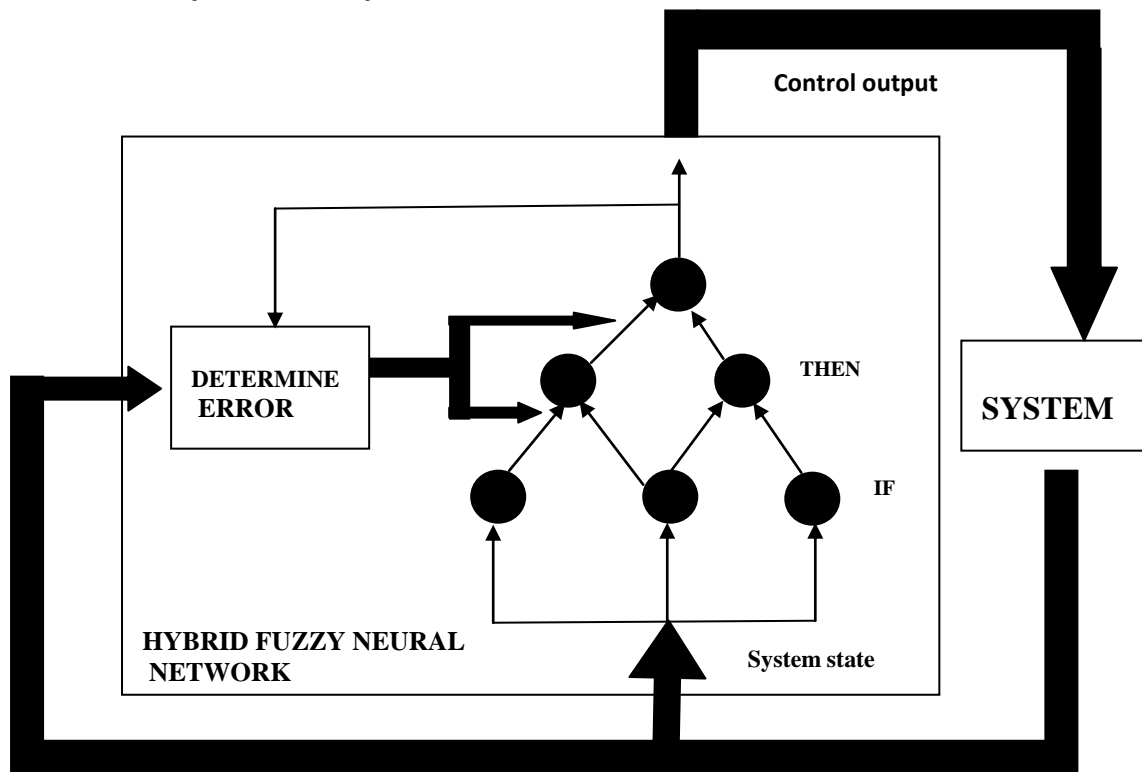 Control output
DETERMINE
ERROR
THEN
SYSTEM
IF
HYBRID FUZZY NEURAL
NETWORK
System state